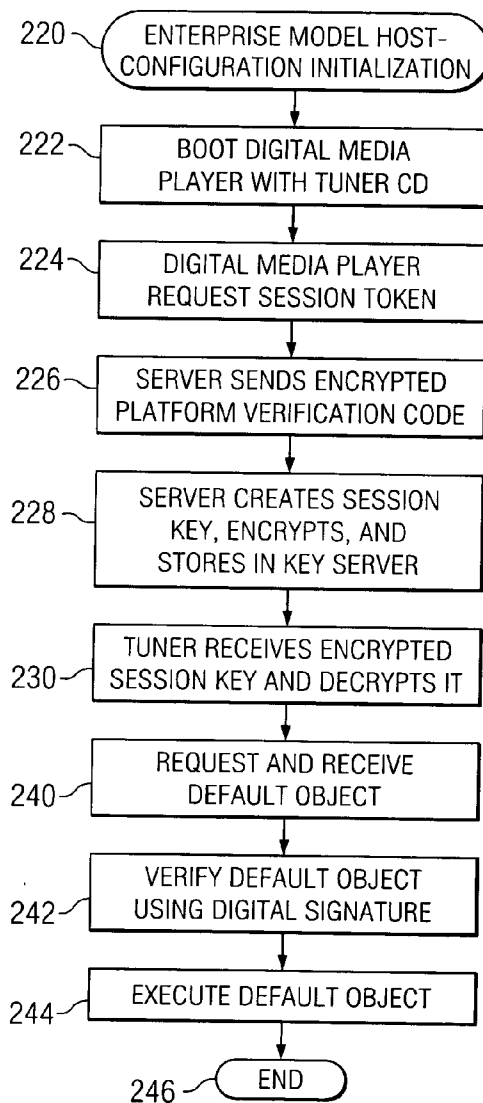 220
ENTERPRISE MODEL HOST-
CONFIGURATION INITIALIZATION
222
BOOT DIGITAL MEDIA
PLAYER WITH TUNER CD
224
DIGITAL MEDIA PLAYER
REQUEST SESSION TOKEN
226
SERVER SENDS ENCRYPTED
PLATFORM VERIFICATION CODE
228
SERVER CREATES SESSION
KEY, ENCRYPTS, AND
STORES IN KEY SERVER
230
TUNER RECEIVES ENCRYPTED
SESSION KEY AND DECRYPTS IT
240
REQUEST AND RECEIVE
DEFAULT OBJECT
242
VERIFY DEFAULT OBJECT
USING DIGITAL SIGNATURE
244
EXECUTE DEFAULT OBJECT
246
END